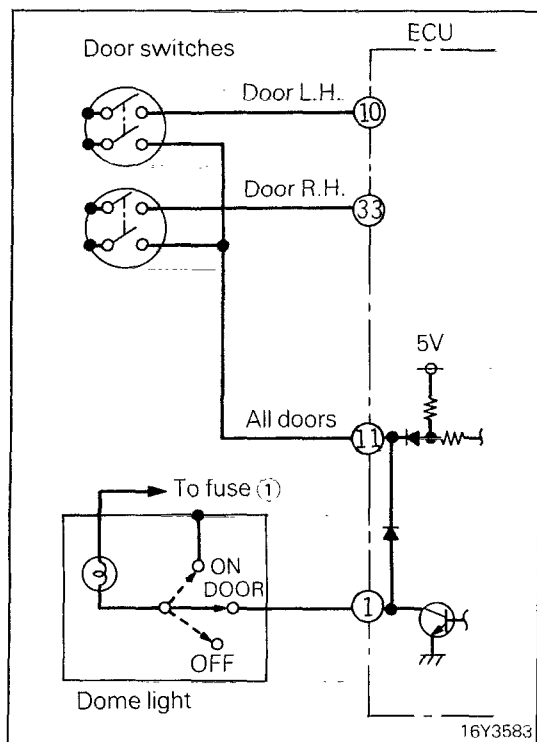 ECU
Door switches
Door L.H.
10
Door R.H.
33
5V
All doors
11
To fuse ①
ON
DOOR
1
OFF
Dome light
16Y3583